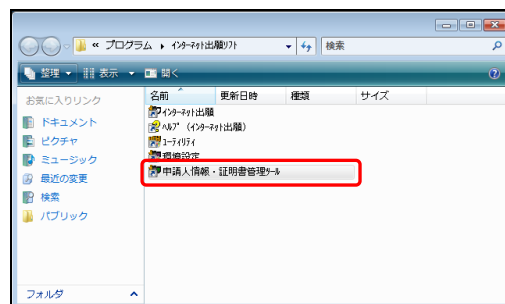 « プログラム ▸ インターネット出願ソフト
検索
整理 ▼ 表示 ▼ 開く
お気に入りリンク
ドキュメント
ピクチャ
ミュージック
最近の変更
検索
パブリック
フォルダ
名前 更新日時 種類 サイズ
インターネット出願
ヘルプ (インターネット出願)
ユーティリティ
環境設定
申請人情報・証明書管理ツール